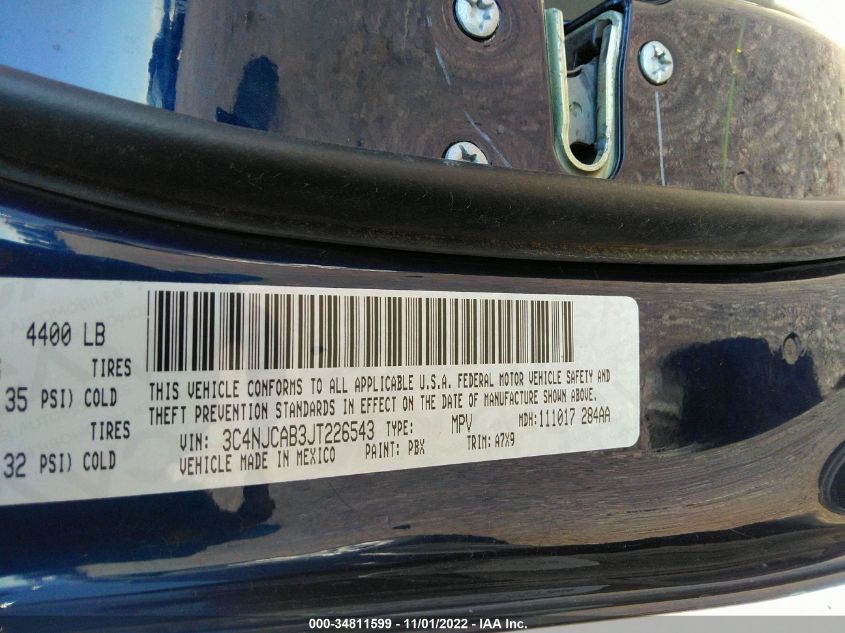 4400 LB
TIRES
35 PSI) COLD
TIRES
32 PSI) COLD
THIS VEHICLE CONFORMS TO ALL APPLICABLE U.S.A. FEDERAL MOTOR VEHICLE SAFETY AND
THEFT PREVENTION STANDARDS IN EFFECT ON THE DATE OF MANUFACTURE SHOWN ABOVE.
VIN: 3C4NJCAB3JT226543 TYPE: MPV MDH: 111017 284AA
VEHICLE MADE IN MEXICO PAINT: PBX TRIM: A7X9
000-34811599 - 11/01/2022 - IAA Inc.